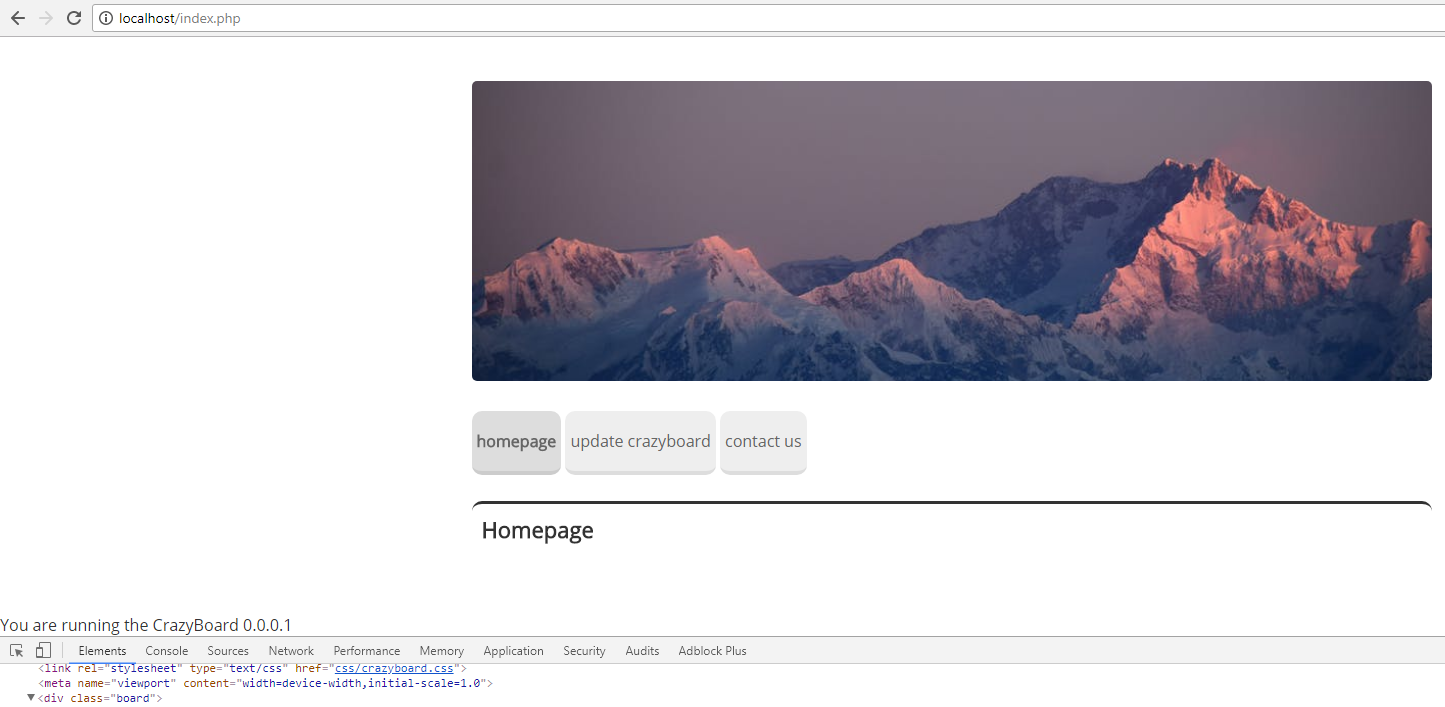 localhost/index.php
homepage update crazyboard contact us
Homepage
You are running the CrazyBoard 0.0.0.1
Elements Console Sources Network Performance Memory Application Security Audits Adblock Plus
<link rel="stylesheet" type="text/css" href="css/crazyboard.css">
<meta name="viewport" content="width=device-width,initial-scale=1.0">
<div class="board">